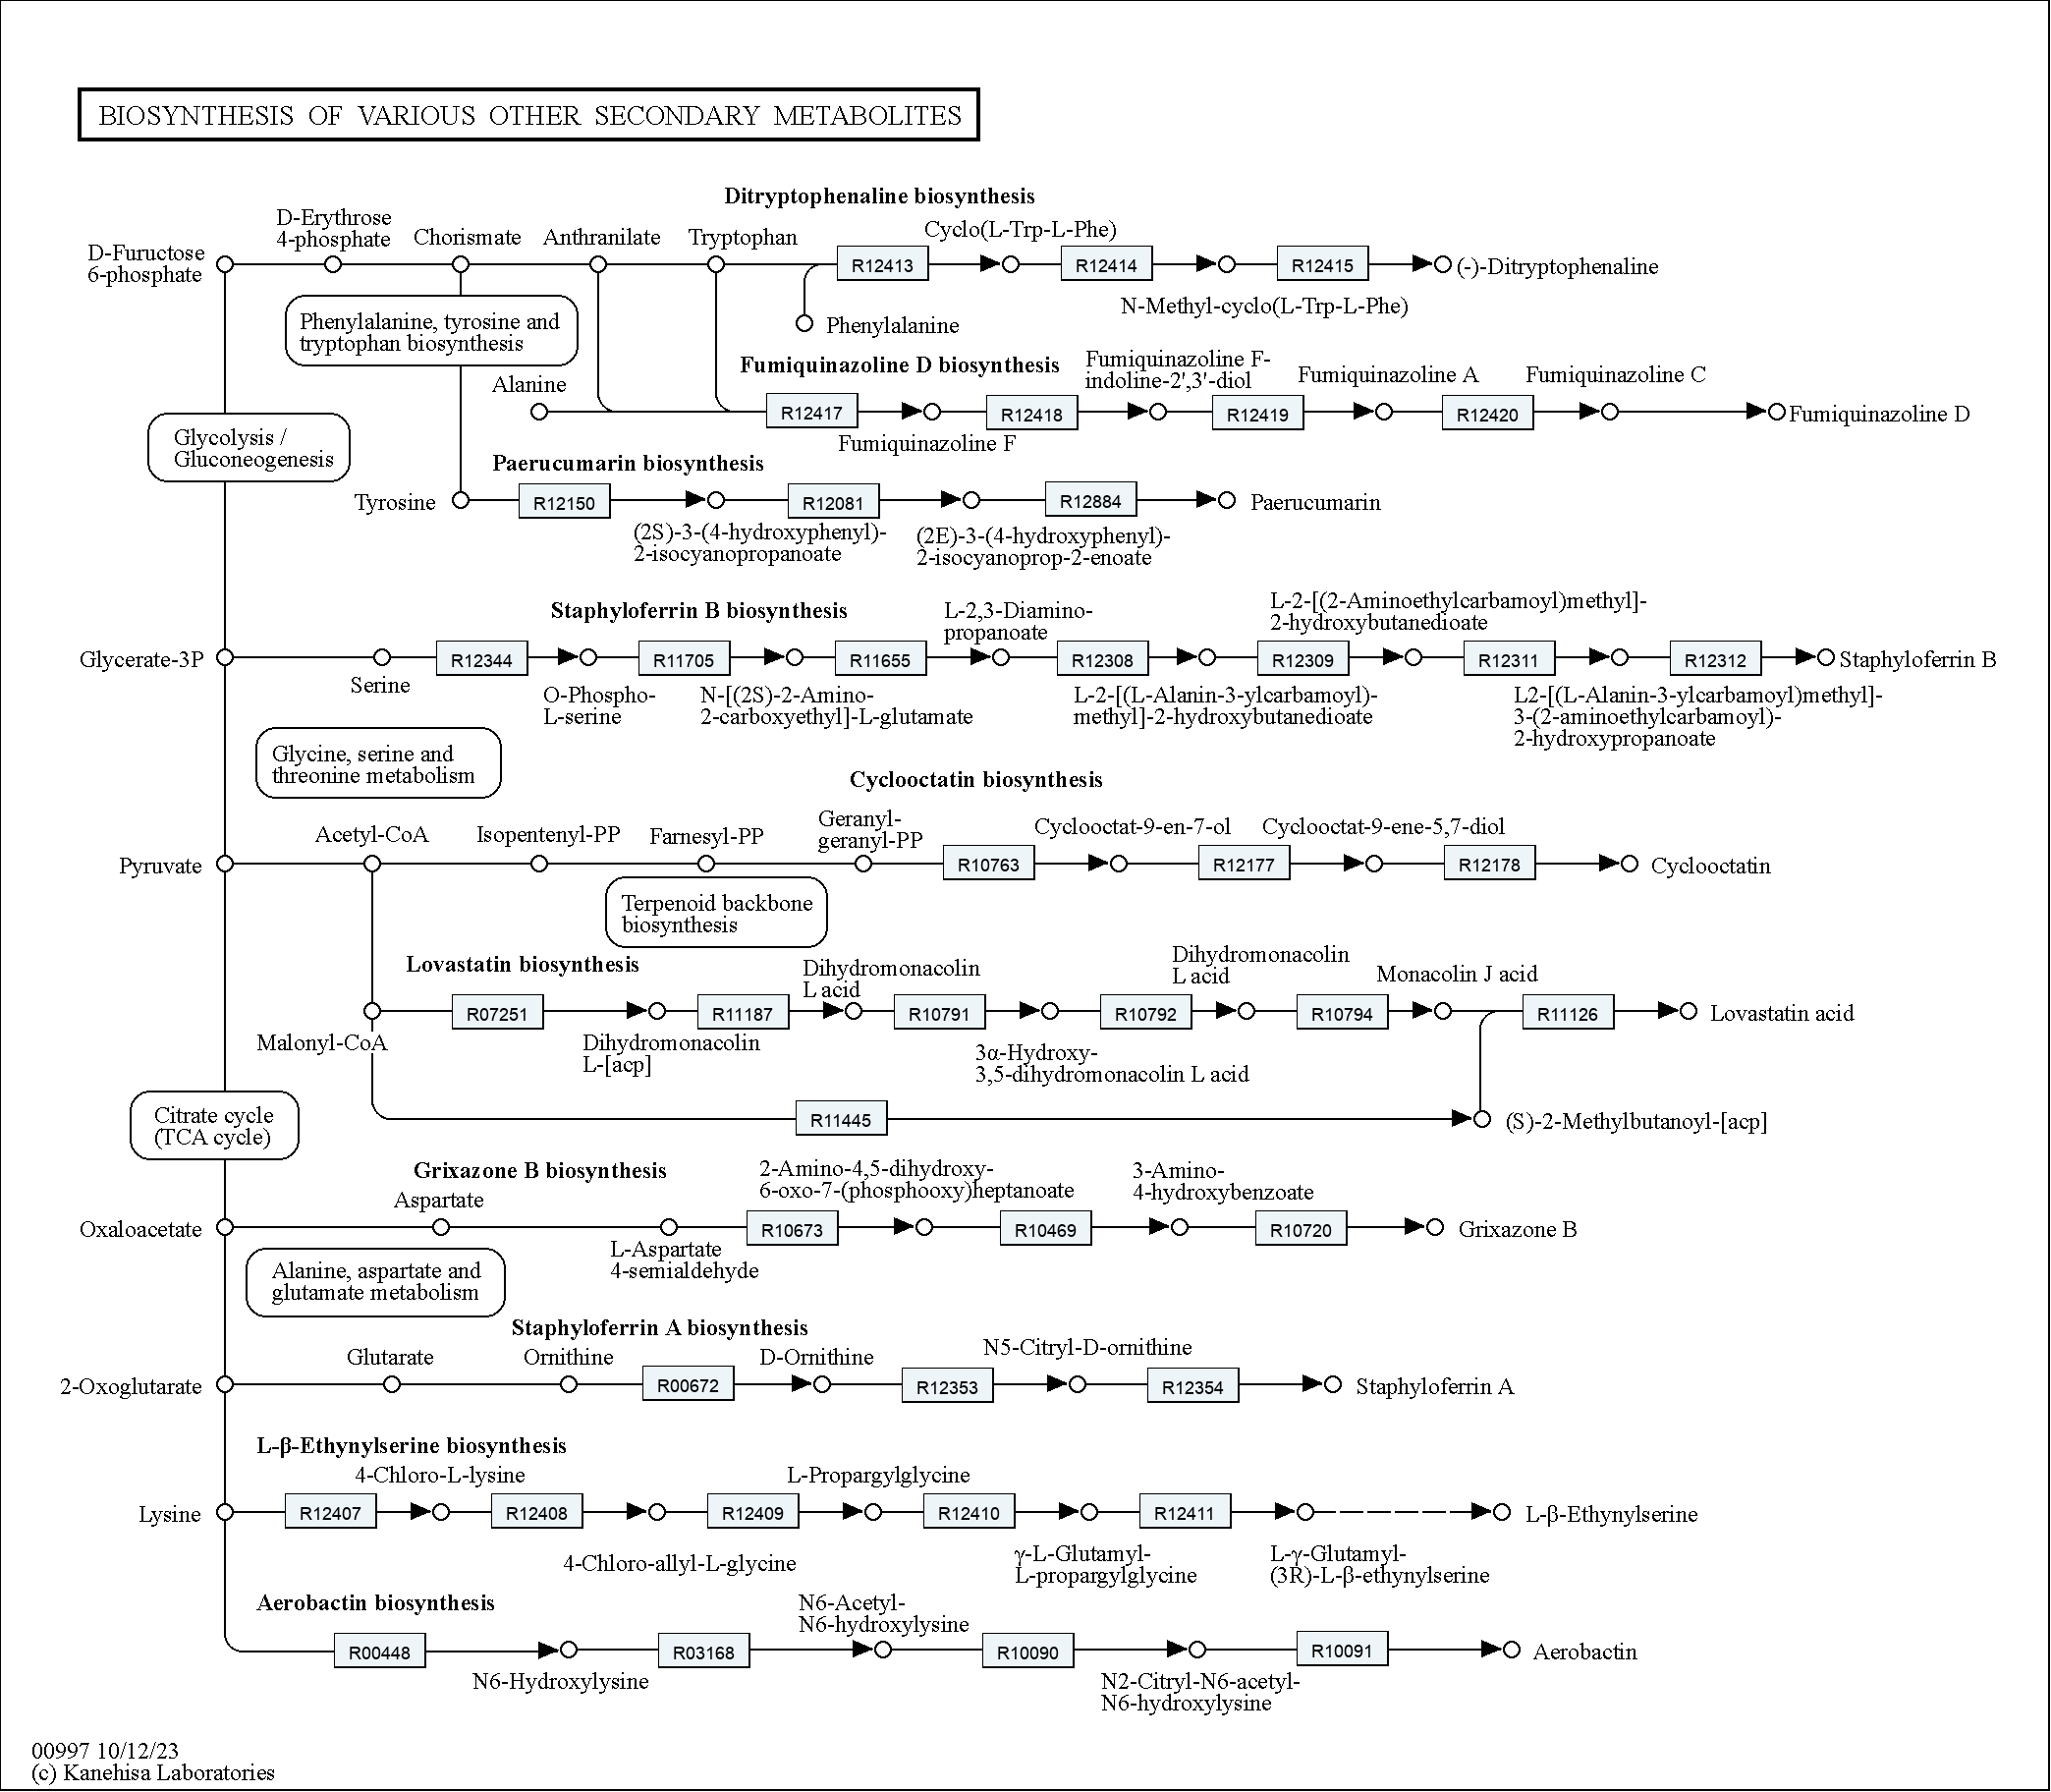 BIOSYNTHESIS OF VARIOUS OTHER SECONDARY METABOLITES
Ditryptophenaline biosynthesis
D-Fuructose
6-phosphate
D-Erythrose
4-phosphate
Chorismate
Anthranilate
Tryptophan
R12413
Cyclo(L-Trp-L-Phe)
R12414
R12415
(-)-Ditryptophenaline
N-Methyl-cyclo(L-Trp-L-Phe)
Phenylalanine
Phenylalanine, tyrosine and
tryptophan biosynthesis
Fumiquinazoline D biosynthesis
Alanine
R12417
Fumiquinazoline F
R12418
Fumiquinazoline F-
indoline-2',3'-diol
R12419
Fumiquinazoline A
R12420
Fumiquinazoline C
Fumiquinazoline D
Glycolysis /
Gluconeogenesis
Paerucumarin biosynthesis
Tyrosine
R12150
(2S)-3-(4-hydroxyphenyl)-
2-isocyanopropanoate
R12081
(2E)-3-(4-hydroxyphenyl)-
2-isocyanoprop-2-enoate
R12884
Paerucumarin
Staphyloferrin B biosynthesis
Glycerate-3P
Serine
R12344
O-Phospho-
L-serine
R11705
N-[(2S)-2-Amino-
2-carboxyethyl]-L-glutamate
R11655
L-2,3-Diamino-
propanoate
R12308
L-2-[(L-Alanin-3-ylcarbamoyl)-
methyl]-2-hydroxybutanedioate
R12309
L-2-[(2-Aminoethylcarbamoyl)methyl]-
2-hydroxybutanedioate
R12311
L2-[(L-Alanin-3-ylcarbamoyl)methyl]-
3-(2-aminoethylcarbamoyl)-
2-hydroxypropanoate
R12312
Staphyloferrin B
Glycine, serine and
threonine metabolism
Cyclooctatin biosynthesis
Pyruvate
Acetyl-CoA
Isopentenyl-PP
Farnesyl-PP
Geranyl-
geranyl-PP
R10763
Cyclooctat-9-en-7-ol
R12177
Cyclooctat-9-ene-5,7-diol
R12178
Cyclooctatin
Terpenoid backbone
biosynthesis
Lovastatin biosynthesis
Malonyl-CoA
R07251
Dihydromonacolin
L-[acp]
R11187
Dihydromonacolin
L acid
R10791
3α-Hydroxy-
3,5-dihydromonacolin L acid
R10792
Dihydromonacolin
L acid
R10794
Monacolin J acid
R11126
Lovastatin acid
R11445
(S)-2-Methylbutanoyl-[acp]
Citrate cycle
(TCA cycle)
Grixazone B biosynthesis
Oxaloacetate
Aspartate
L-Aspartate
4-semialdehyde
R10673
2-Amino-4,5-dihydroxy-
6-oxo-7-(phosphooxy)heptanoate
R10469
3-Amino-
4-hydroxybenzoate
R10720
Grixazone B
Alanine, aspartate and
glutamate metabolism
Staphyloferrin A biosynthesis
2-Oxoglutarate
Glutarate
Ornithine
R00672
D-Ornithine
R12353
N5-Citryl-D-ornithine
R12354
Staphyloferrin A
L-β-Ethynylserine biosynthesis
Lysine
R12407
4-Chloro-L-lysine
R12408
4-Chloro-allyl-L-glycine
R12409
L-Propargylglycine
R12410
γ-L-Glutamyl-
L-propargylglycine
R12411
L-γ-Glutamyl-
(3R)-L-β-ethynylserine
L-β-Ethynylserine
Aerobactin biosynthesis
R00448
N6-Hydroxylysine
R03168
N6-Acetyl-
N6-hydroxylysine
R10090
N2-Citryl-N6-acetyl-
N6-hydroxylysine
R10091
Aerobactin
00997 10/12/23
(c) Kanehisa Laboratories